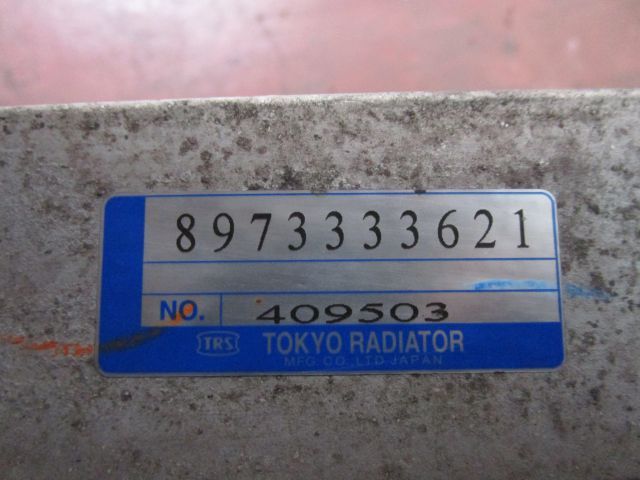 8973333621
NO. 409503
TRS TOKYO RADIATOR
MFG.CO.,LTD JAPAN